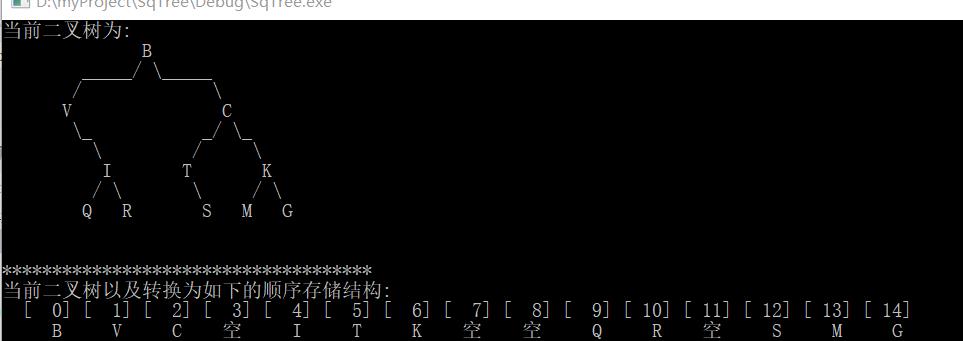 D:\myProject\SqTree\Debug\SqTree.exe
当前二叉树为:
B
_____/ \_____
/ \
V C
\_ _/ \_
\ / \
I T K
/ \ \ / \
Q R S M G
*************************************
当前二叉树以及转换为如下的顺序存储结构:
[ 0] [ 1] [ 2] [ 3] [ 4] [ 5] [ 6] [ 7] [ 8] [ 9] [ 10] [ 11] [ 12] [ 13] [ 14]
B V C 空 I T K 空 空 Q R 空 S M G